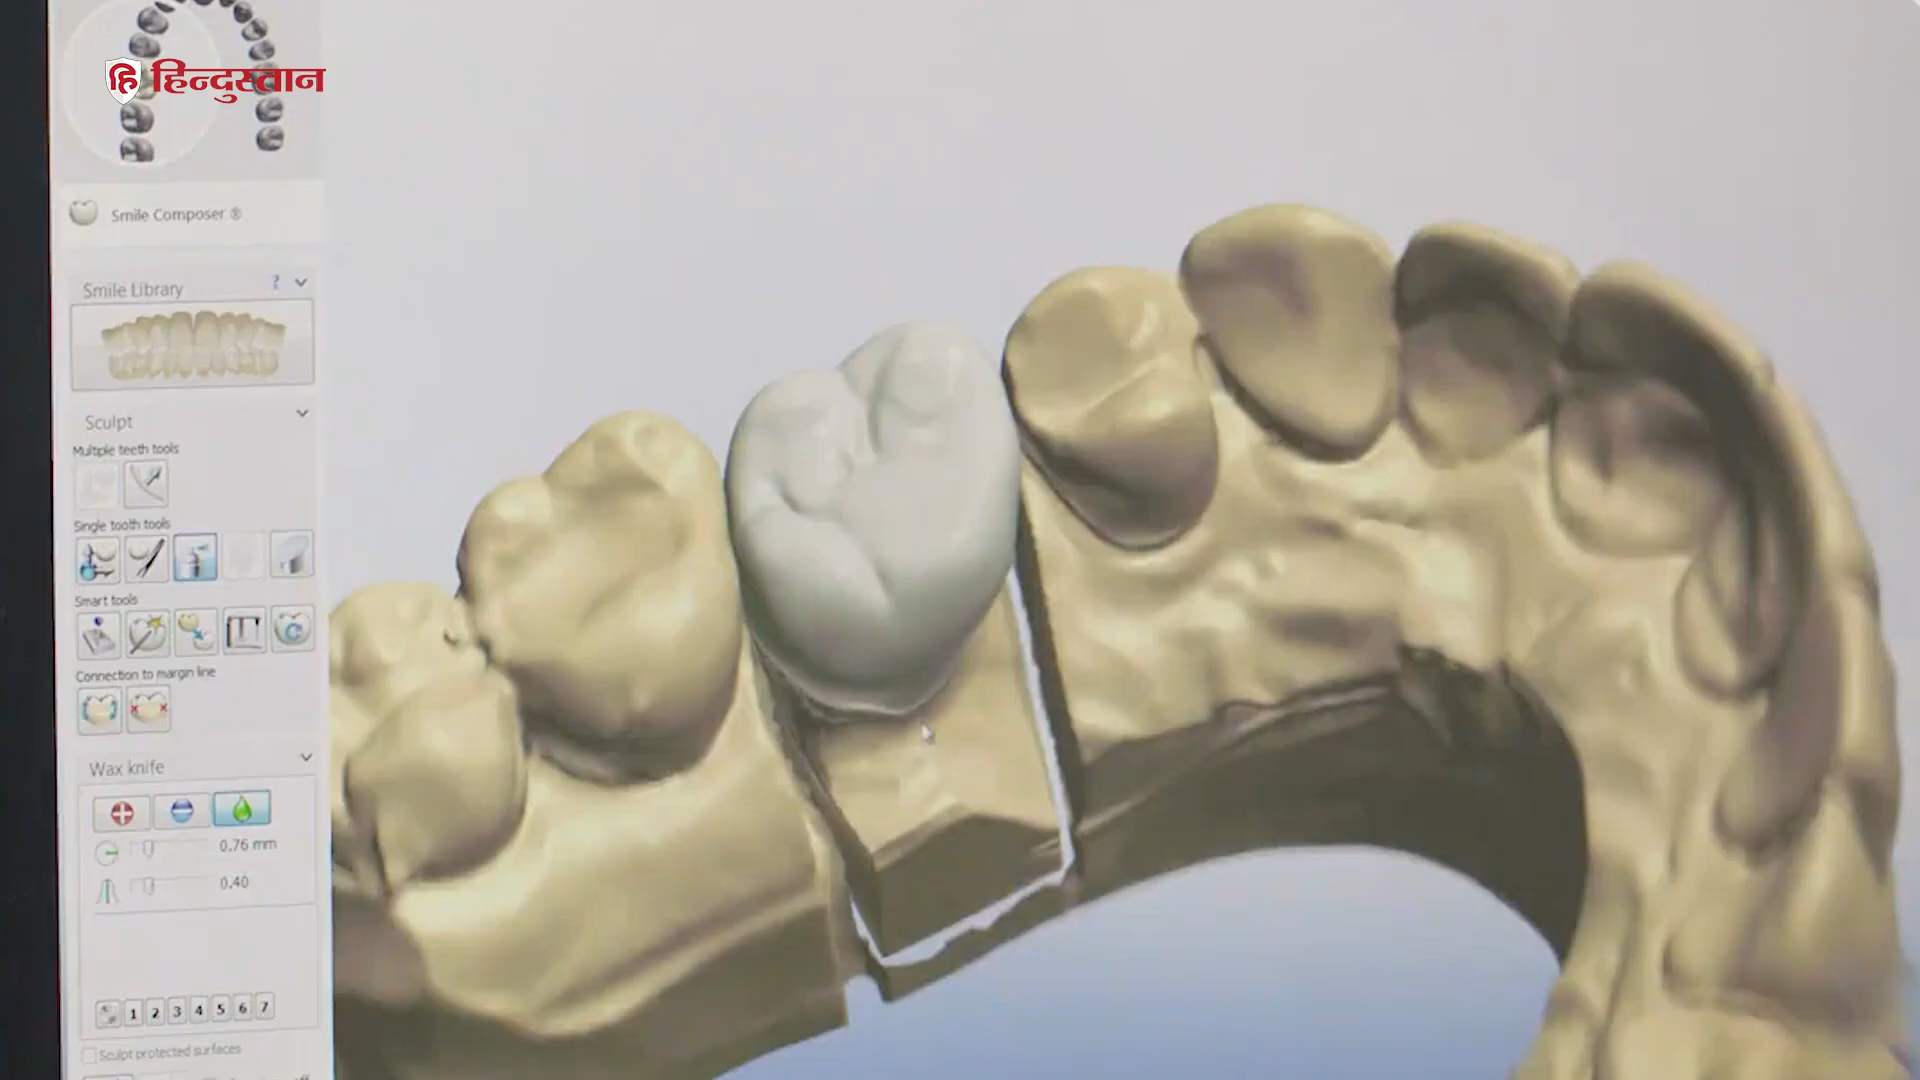 हि हिन्दुस्तान
Smile Composer ®
Smile Library ?
Sculpt
Multiple teeth tools
Single tooth tools
Smart tools
Connection to margin line
Wax knife
0.76 mm
0.40
1 2 3 4 5 6 7
Sculpt protected surfaces